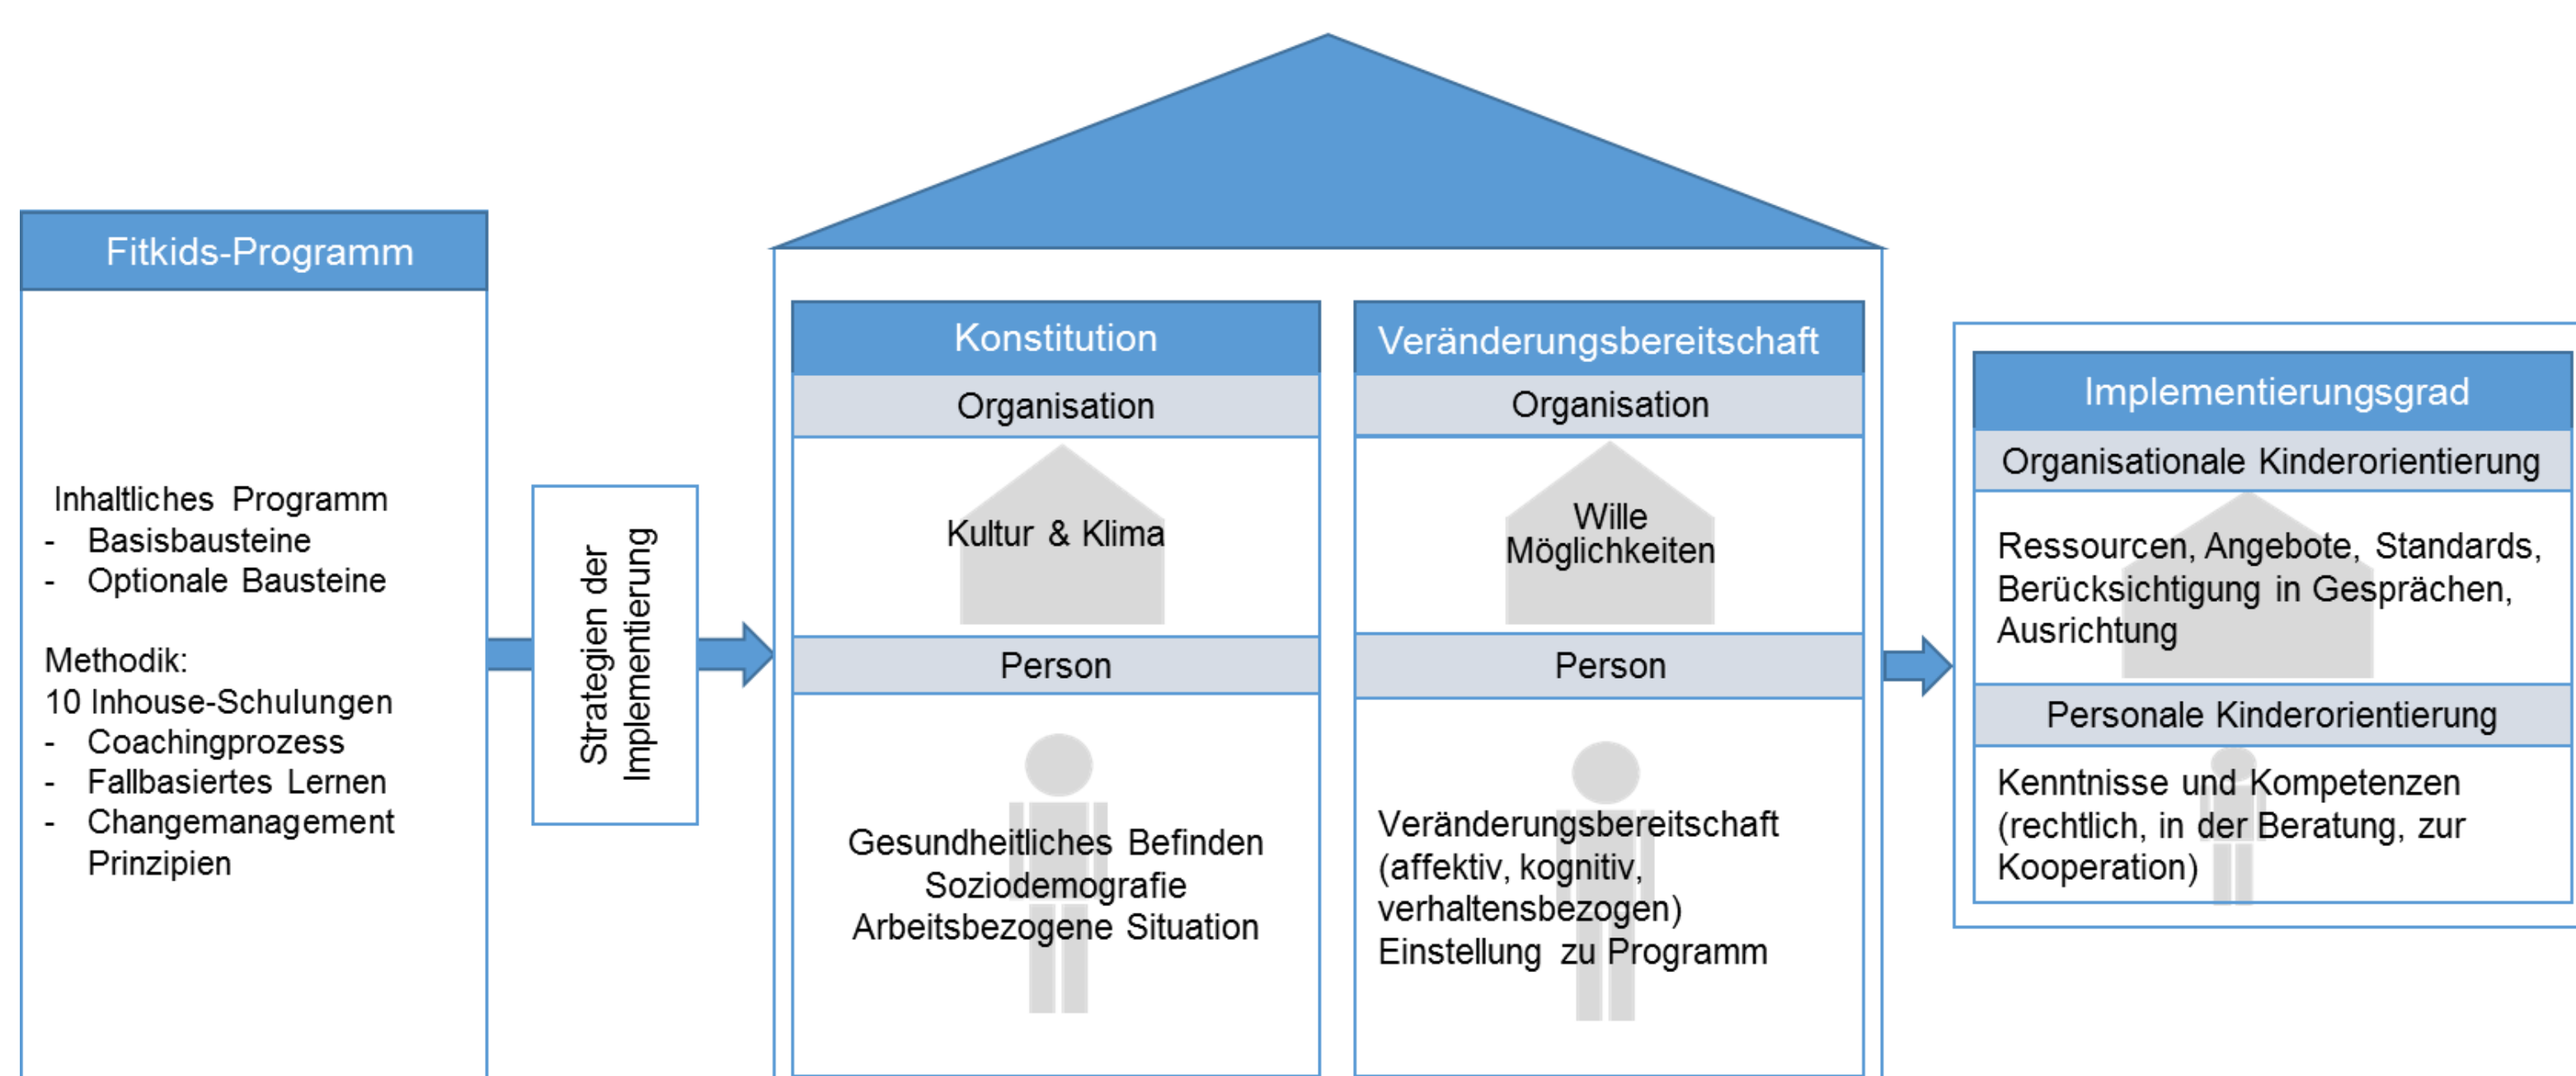 Fitkids-Programm
Inhaltliches Programm
- Basisbausteine
- Optionale Bausteine
Methodik:
10 Inhouse-Schulungen
- Coachingprozess
- Fallbasiertes Lernen
- Changemanagement
Prinzipien
Strategien der
Implementierung
Konstitution
Organisation
Kultur & Klima
Person
Gesundheitliches Befinden
Soziodemografie
Arbeitsbezogene Situation
Veränderungsbereitschaft
Organisation
Wille
Möglichkeiten
Person
Veränderungsbereitschaft
(affektiv, kognitiv,
verhaltensbezogen)
Einstellung zu Programm
Implementierungsgrad
Organisationale Kinderorientierung
Ressourcen, Angebote, Standards,
Berücksichtigung in Gesprächen,
Ausrichtung
Personale Kinderorientierung
Kenntnisse und Kompetenzen
(rechtlich, in der Beratung, zur
Kooperation)